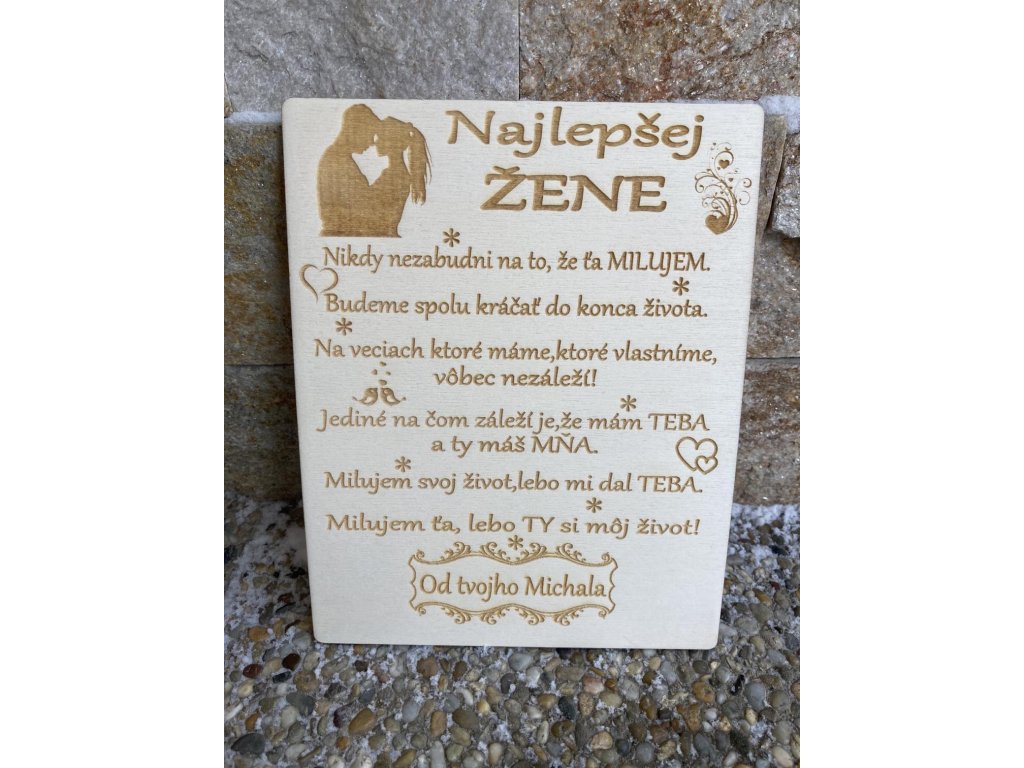 Najlepšej
ŽENE
Nikdy nezabudni na to, že ťa MILUJEM.
Budeme spolu kráčať do konca života.
Na veciach ktoré máme,ktoré vlastníme,
vôbec nezáleží!
Jediné na čom záleží je,že mám TEBA
a ty máš MŇA.
Milujem svoj život,lebo mi dal TEBA.
Milujem ťa, lebo TY si môj život!
Od tvojho Michala